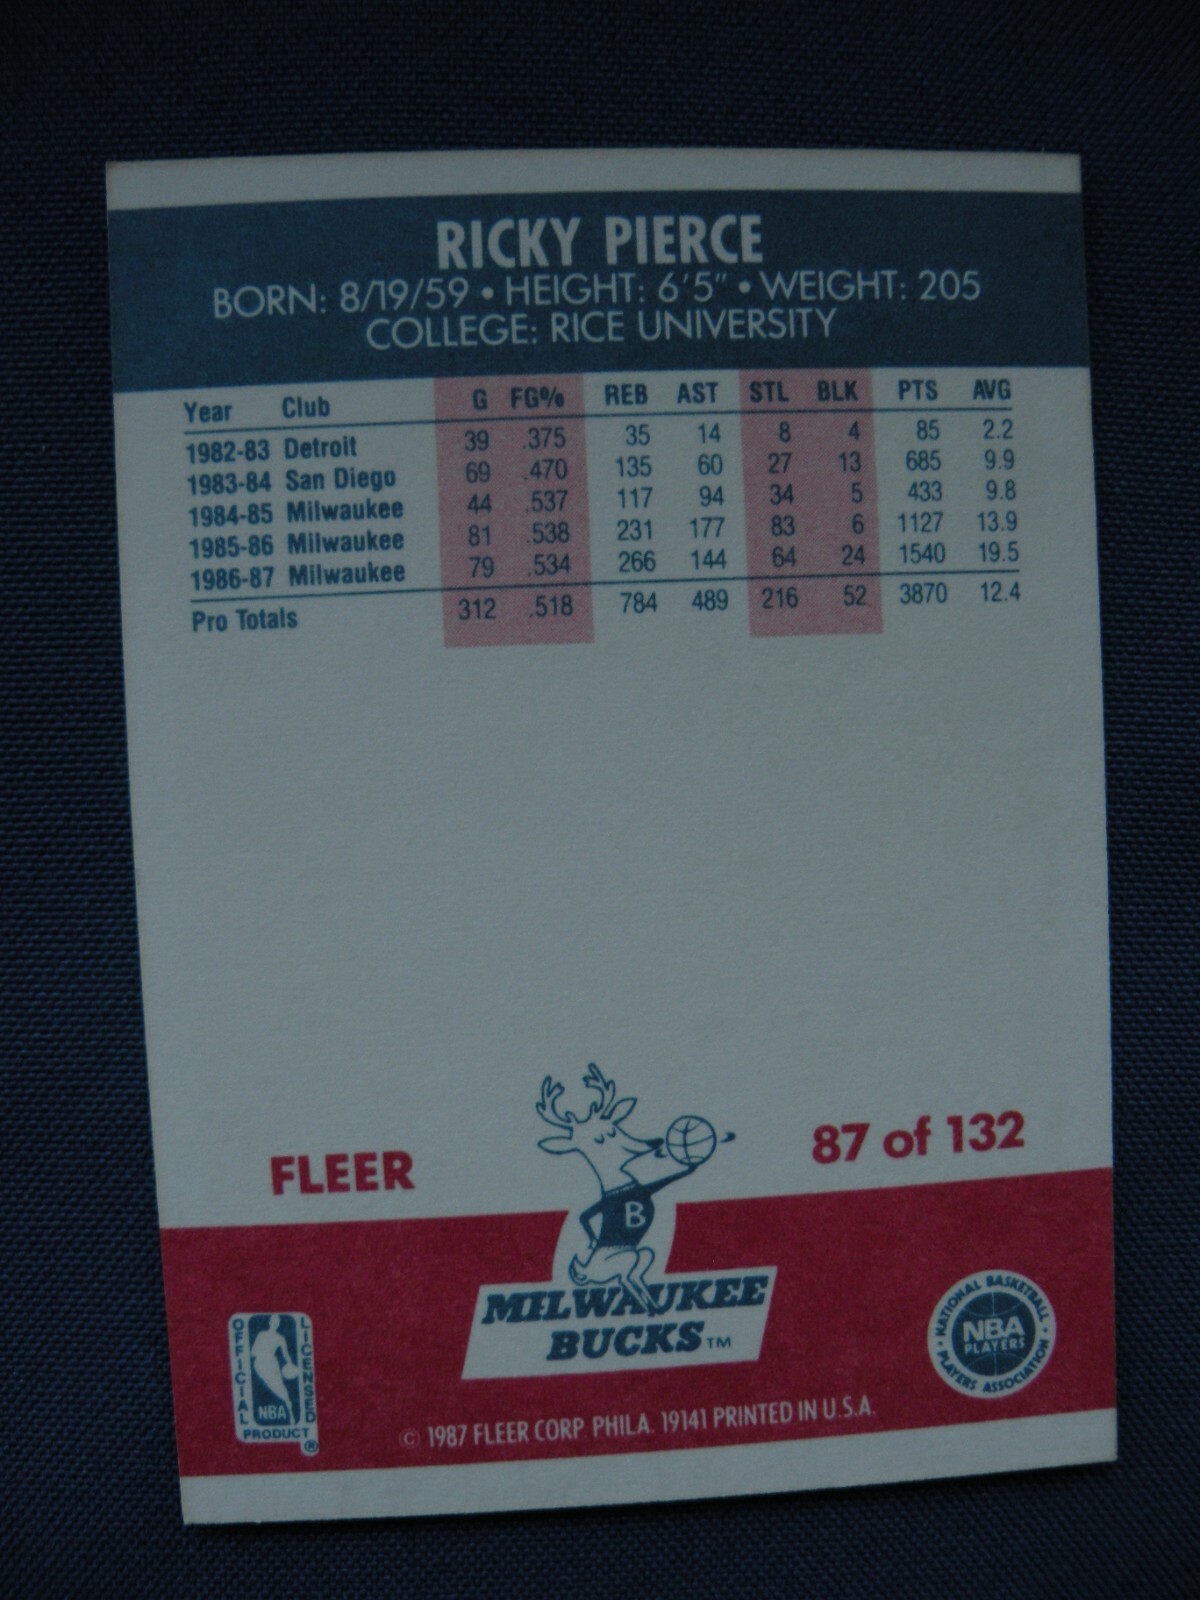 RICKY PIERCE
BORN: 8/19/59 • HEIGHT: 6'5" • WEIGHT: 205
COLLEGE: RICE UNIVERSITY
Year Club G FG% REB AST STL BLK PTS AVG
1982-83 Detroit 39 .375 35 14 8 4 85 2.2
1983-84 San Diego 69 .470 135 60 27 13 685 9.9
1984-85 Milwaukee 44 .537 117 94 34 5 433 9.8
1985-86 Milwaukee 81 .538 231 177 83 6 1127 13.9
1986-87 Milwaukee 79 .534 266 144 64 24 1540 19.5
Pro Totals 312 .518 784 489 216 52 3870 12.4
FLEER
87 of 132
B
MILWAUKEE
BUCKS™
OFFICIAL LICENSED
NBA
PRODUCT ®
NATIONAL BASKETBALL
NBA
PLAYERS
PLAYERS ASSOCIATION
© 1987 FLEER CORP PHILA. 19141 PRINTED IN U.S.A.